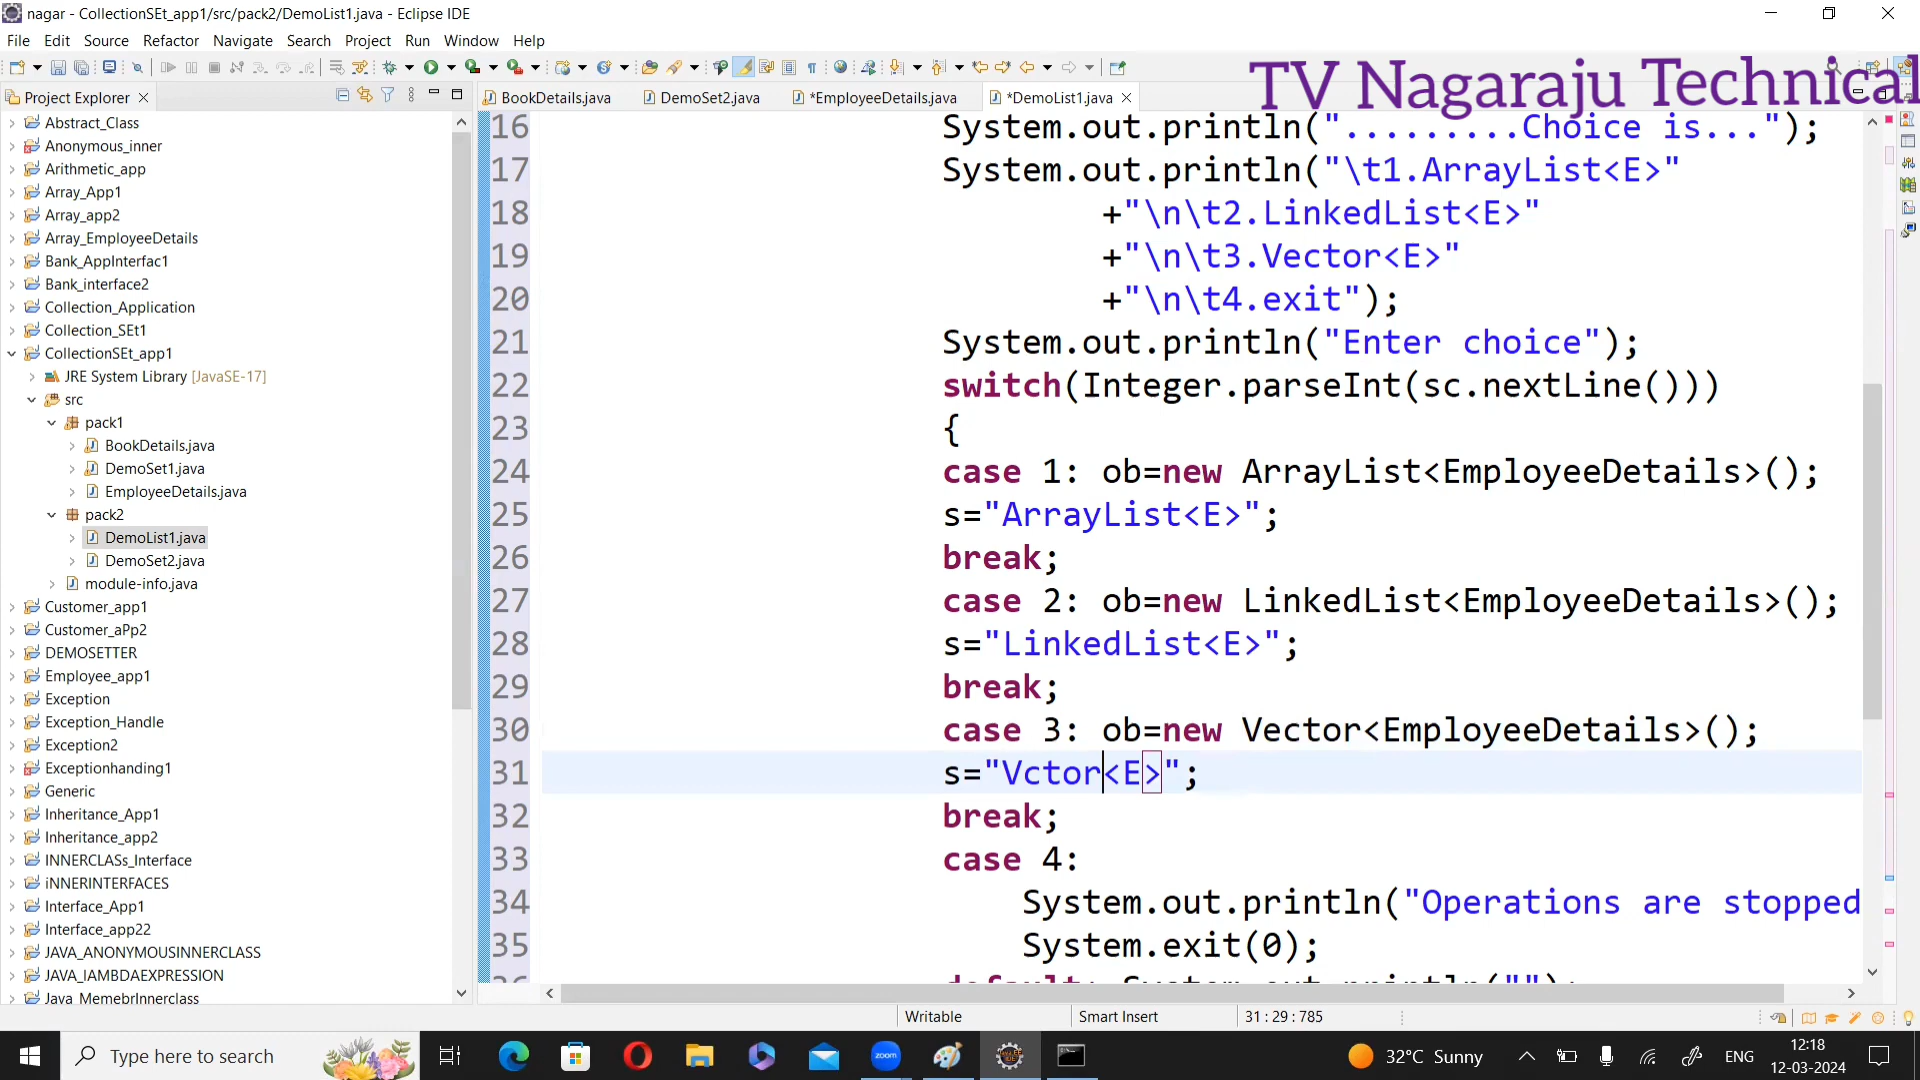 nagar - CollectionSEt_app1/src/pack2/DemoList1.java - Eclipse IDE
File Edit Source Refactor Navigate Search Project Run Window Help
TV Nagaraju Technical
Project Explorer
BookDetails.java DemoSet2.java *EmployeeDetails.java *DemoList1.java
Abstract_Class
Anonymous_inner
Arithmetic_app
Array_App1
Array_app2
Array_EmployeeDetails
Bank_AppInterfac1
Bank_interface2
Collection_Application
Collection_SEt1
CollectionSEt_app1
JRE System Library [JavaSE-17]
src
pack1
BookDetails.java
DemoSet1.java
EmployeeDetails.java
pack2
DemoList1.java
DemoSet2.java
module-info.java
Customer_app1
Customer_aPp2
DEMOSETTER
Employee_app1
Exception
Exception_Handle
Exception2
Exceptionhanding1
Generic
Inheritance_App1
Inheritance_app2
INNERCLASs_Interface
iNNERINTERFACES
Interface_App1
Interface_app22
JAVA_ANONYMOUSINNERCLASS
JAVA_lAMBDAEXPRESSION
Java_MemebrInnerclass
16 System.out.println(".........Choice is...");
17 System.out.println("\t1.ArrayList<E>"
18 +"\n\t2.LinkedList<E>"
19 +"\n\t3.Vector<E>"
20 +"\n\t4.exit");
21 System.out.println("Enter choice");
22 switch(Integer.parseInt(sc.nextLine()))
23 {
24 case 1: ob=new ArrayList<EmployeeDetails>();
25 s="ArrayList<E>";
26 break;
27 case 2: ob=new LinkedList<EmployeeDetails>();
28 s="LinkedList<E>";
29 break;
30 case 3: ob=new Vector<EmployeeDetails>();
31 s="Vctor<E>";
32 break;
33 case 4:
34 System.out.println("Operations are stopped
35 System.exit(0);
36 default: System.out.println("");
Writable Smart Insert 31 : 29 : 785
Type here to search
zoom
32°C Sunny
ENG
12:18
12-03-2024